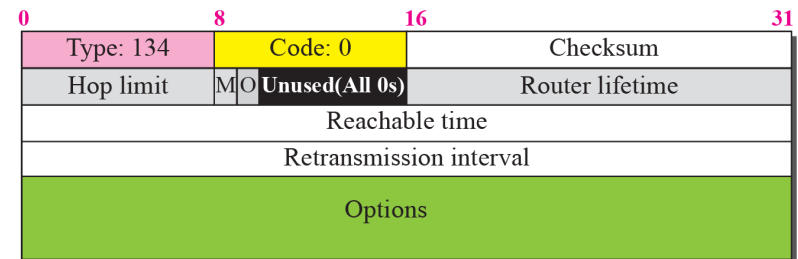 0 8 16 31
Type: 134 Code: 0 Checksum
Hop limit M O Unused(All 0s) Router lifetime
Reachable time
Retransmission interval
Options